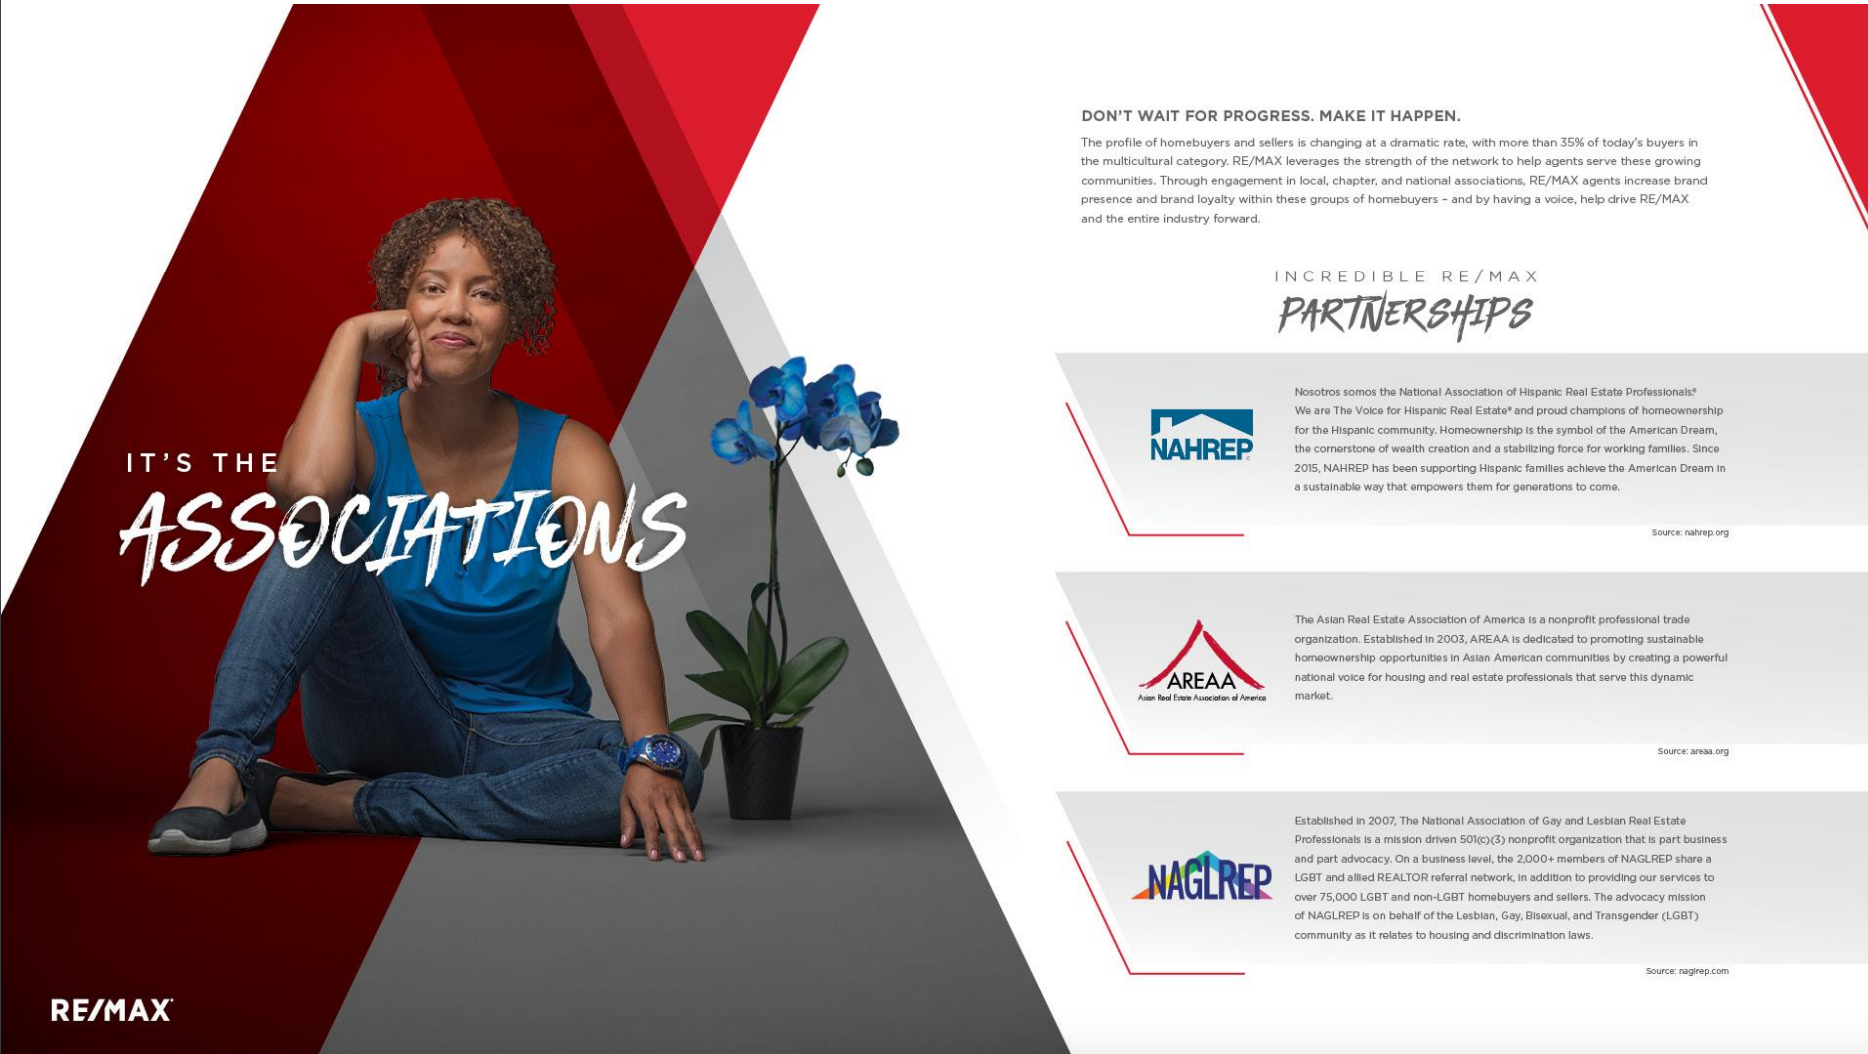 IT'S THE
ASSOCIATIONS
RE/MAX
DON'T WAIT FOR PROGRESS. MAKE IT HAPPEN.
The profile of homebuyers and sellers is changing at a dramatic rate, with more than 35% of today's buyers in
the multicultural category. RE/MAX leverages the strength of the network to help agents serve these growing
communities. Through engagement in local, chapter, and national associations, RE/MAX agents increase brand
presence and brand loyalty within these groups of homebuyers – and by having a voice, help drive RE/MAX
and the entire industry forward.
INCREDIBLE RE/MAX
PARTNERSHIPS
NAHREP
Nosotros somos the National Association of Hispanic Real Estate Professionals.®
We are The Voice for Hispanic Real Estate® and proud champions of homeownership
for the Hispanic community. Homeownership is the symbol of the American Dream,
the cornerstone of wealth creation and a stabilizing force for working families. Since
2015, NAHREP has been supporting Hispanic families achieve the American Dream in
a sustainable way that empowers them for generations to come.
Source: nahrep.org
AREAA
Asian Real Estate Association of America
The Asian Real Estate Association of America is a nonprofit professional trade
organization. Established in 2003, AREAA is dedicated to promoting sustainable
homeownership opportunities in Asian American communities by creating a powerful
national voice for housing and real estate professionals that serve this dynamic
market.
Source: areaa.org
NAGLREP
Established in 2007, The National Association of Gay and Lesbian Real Estate
Professionals is a mission driven 501(c)(3) nonprofit organization that is part business
and part advocacy. On a business level, the 2,000+ members of NAGLREP share a
LGBT and allied REALTOR referral network, in addition to providing our services to
over 75,000 LGBT and non-LGBT homebuyers and sellers. The advocacy mission
of NAGLREP is on behalf of the Lesbian, Gay, Bisexual, and Transgender (LGBT)
community as it relates to housing and discrimination laws.
Source: naglrep.com